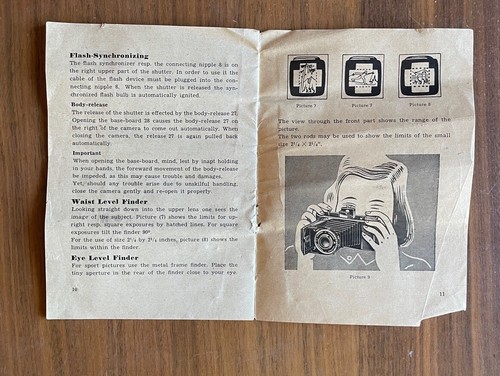 Flash-Synchronizing
The flash synchronizer resp. the connecting nipple 6 is on
the right upper part of the shutter. In order to use it the
cable of the flash device must be plugged into the con-
necting nipple 6. When the shutter is released the syn-
chronized flash bulb is automatically ignited.
Body-release
The release of the shutter is effected by the body-release 27.
Opening the base-board 26 causes the body-release 27 on
the right of the camera to come out automatically. When
closing the camera, the release 27 is again pulled back
automatically.
Important
When opening the base-board, mind, lest by inapt holding
in your hands, the foreward movement of the body-release
be impeded, as this may cause trouble and damages.
Yet, should any trouble arise due to unskilful handling,
close the camera gently and re-open it properly.
Waist Level Finder
Looking straight down into the upper lens one sees the
image of the subject. Picture (7) shows the limits for up-
right resp. square exposures by hatched lines. For square
exposures tilt the finder 90°.
For the use of size 2¼ by 3¼ inches, picture (8) shows the
limits within the finder.
Eye Level Finder
For sport pictures use the metal frame finder. Place the
tiny aperture in the rear of the finder close to your eye.
10
Picture
Picture
Picture
The view through the front part shows the range of the
picture.
The two rods may be used to show the limits of the small
size 2¼ × 2¼".
Picture 9
11